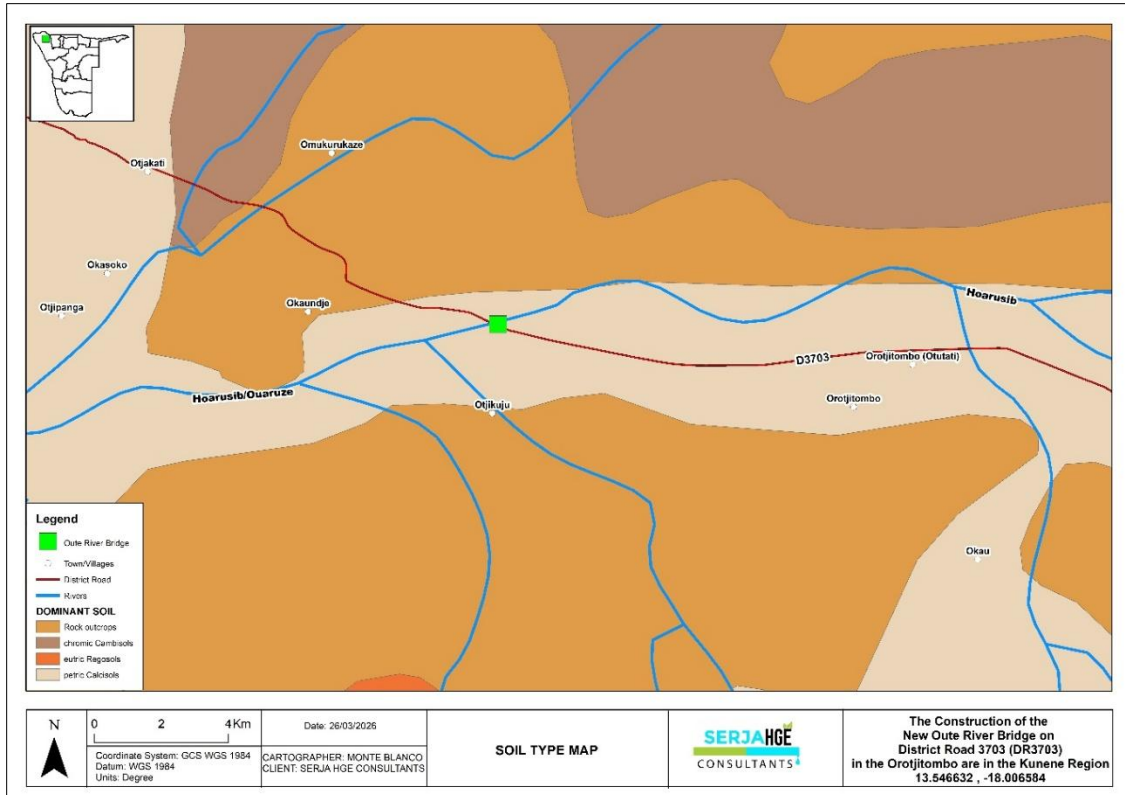 Omukurukaze
Otjakati
Okasoko
Otjipanga
Okaundjo
Hoarusib
D3703
Orotjitombo (Otutati)
Hoarusib/Ouaruze
Otjikuju
Orotjitombo
Okau
Legend
Oute River Bridge
Town/Villages
District Road
Rivers
DOMINANT SOIL
Rock outcrops
chromic Cambisols
eutric Regosols
petric Calcisols
N
0 2 4Km
Coordinate System: GCS WGS 1984
Datum: WGS 1984
Units: Degree
Date: 26/03/2026
CARTOGRAPHER: MONTE BLANCO
CLIENT: SERJA HGE CONSULTANTS
SOIL TYPE MAP
SERJA HGE
CONSULTANTS
The Construction of the
New Oute River Bridge on
District Road 3703 (DR3703)
in the Orotjitombo are in the Kunene Region
13.546632 , -18.006584